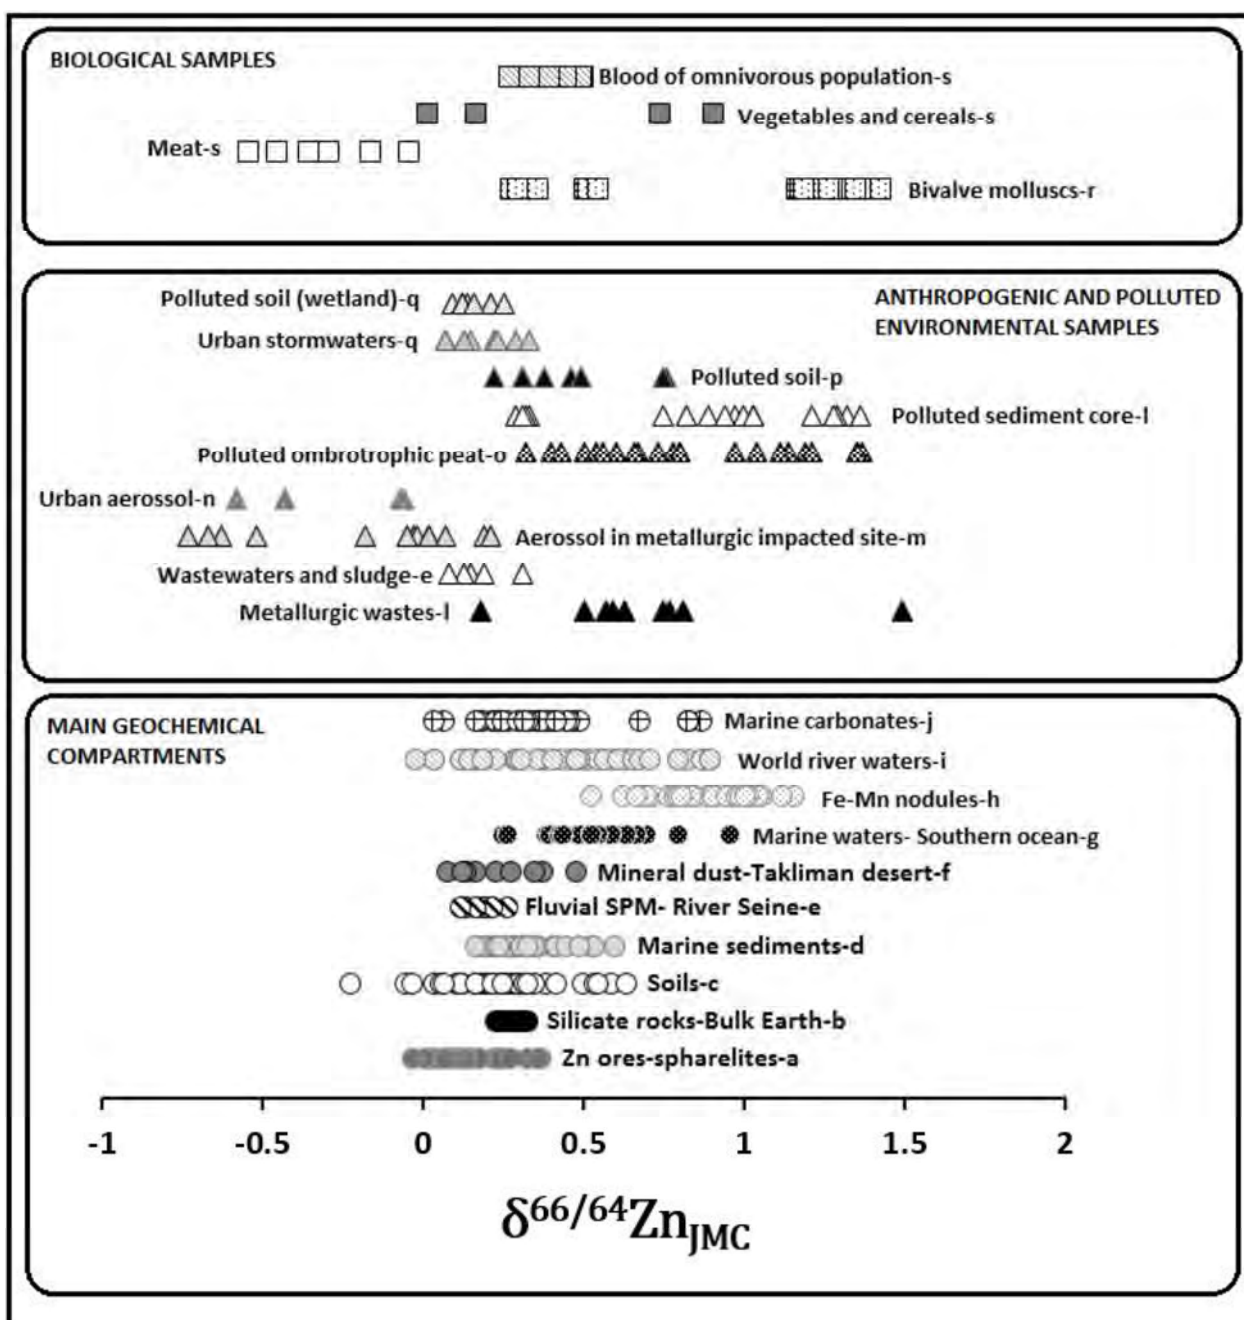 BIOLOGICAL SAMPLES
Blood of omnivorous population-s
Vegetables and cereals-s
Meat-s
Bivalve molluscs-r
Polluted soil (wetland)-q
ANTHROPOGENIC AND POLLUTED
ENVIRONMENTAL SAMPLES
Urban stormwaters-q
Polluted soil-p
Polluted sediment core-l
Polluted ombrotrophic peat-o
Urban aerossol-n
Aerossol in metallurgic impacted site-m
Wastewaters and sludge-e
Metallurgic wastes-l
MAIN GEOCHEMICAL
COMPARTMENTS
Marine carbonates-j
World river waters-i
Fe-Mn nodules-h
Marine waters- Southern ocean-g
Mineral dust-Takliman desert-f
Fluvial SPM- River Seine-e
Marine sediments-d
Soils-c
Silicate rocks-Bulk Earth-b
Zn ores-spharelites-a
-1 -0.5 0 0.5 1 1.5 2
δ66/64ZnJMC